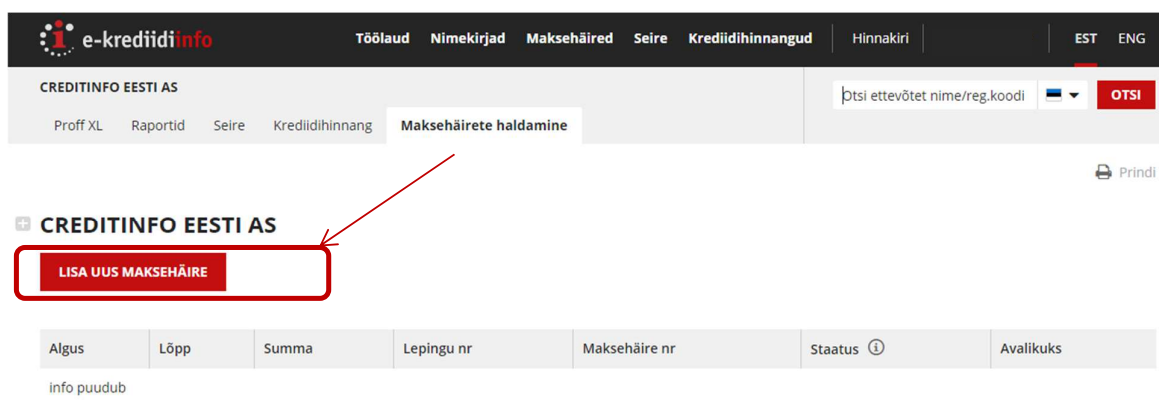 e-krediidiinfo Töölaud Nimekirjad Maksehäired Seire Krediidihinnangud Hinnakiri EST ENG
CREDITINFO EESTI AS
Otsi ettevõtet nime/reg.koodi OTSI
Proff XL Raportid Seire Krediidihinnang Maksehäirete haldamine
Prindi
CREDITINFO EESTI AS
LISA UUS MAKSEHÄIRE
Algus Lõpp Summa Lepingu nr Maksehäire nr Staatus Avalikuks
info puudub